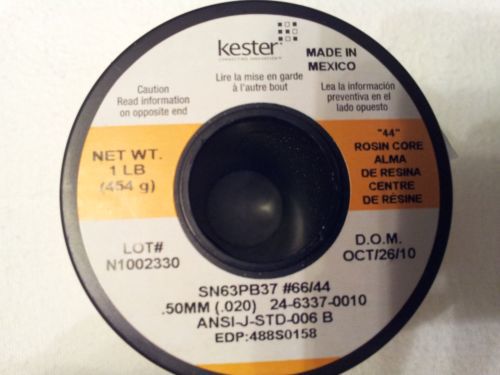 kester
CONNECTING INNOVATION
MADE IN
MEXICO
Caution
Read information
on opposite end
Lire la mise en garde
à l'autre bout
Lea la información
preventiva en el
lado opuesto
NET WT.
1 LB
(454 g)
"44"
ROSIN CORE
ALMA
DE RESINA
CENTRE
DE RÉSINE
LOT#
N1002330
D.O.M.
OCT/26/10
SN63PB37 #66/44
.50MM (.020) 24-6337-0010
ANSI-J-STD-006 B
EDP:488S0158